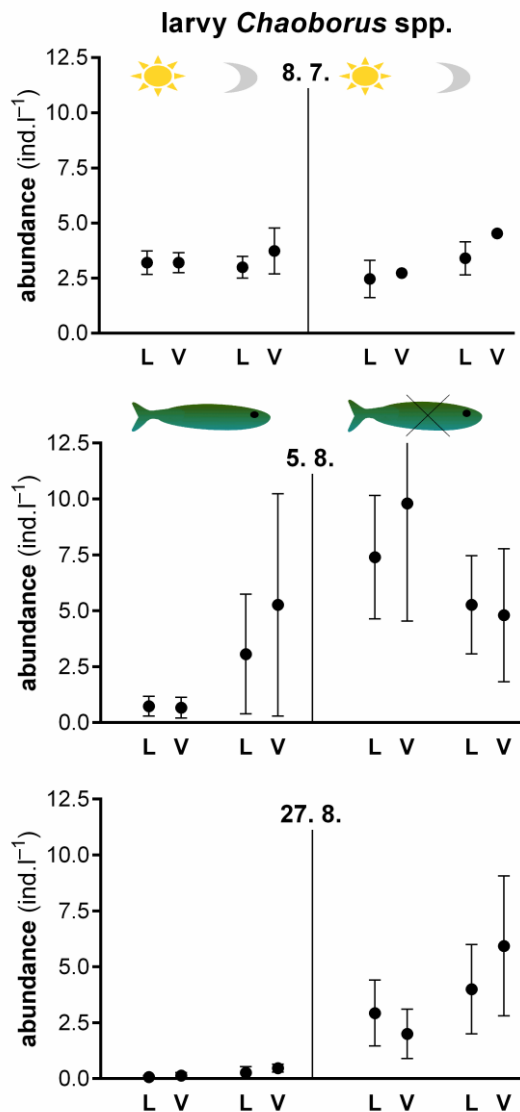 larvy Chaoborus spp.
12.5 8. 7.
10.0
7.5
5.0
2.5
0.0
abundance (ind.l⁻¹)
L V L V L V L V
12.5 5. 8.
10.0
7.5
5.0
2.5
0.0
abundance (ind.l⁻¹)
L V L V L V L V
12.5 27. 8.
10.0
7.5
5.0
2.5
0.0
abundance (ind.l⁻¹)
L V L V L V L V